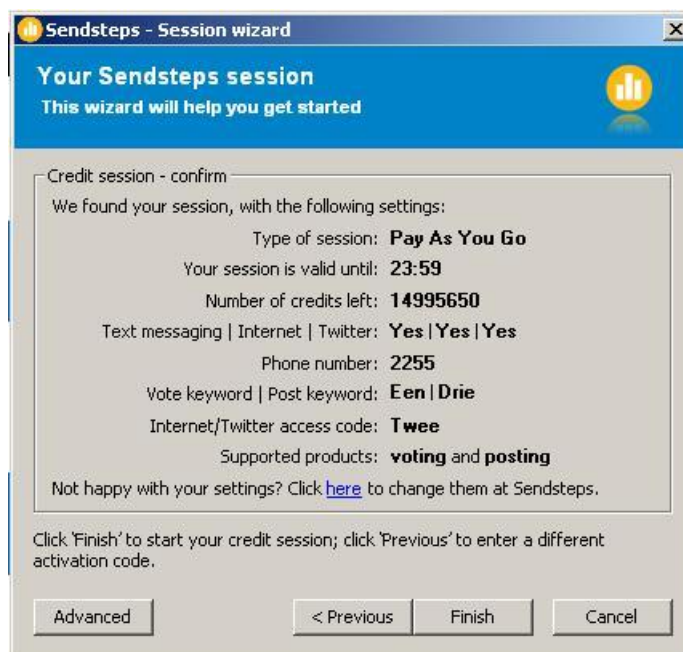 Sendsteps - Session wizard
Your Sendsteps session
This wizard will help you get started
Credit session - confirm
We found your session, with the following settings:
Type of session: Pay As You Go
Your session is valid until: 23:59
Number of credits left: 14995650
Text messaging | Internet | Twitter: Yes | Yes | Yes
Phone number: 2255
Vote keyword | Post keyword: Een | Drie
Internet/Twitter access code: Twee
Supported products: voting and posting
Not happy with your settings? Click here to change them at Sendsteps.
Click 'Finish' to start your credit session; click 'Previous' to enter a different
activation code.
Advanced < Previous Finish Cancel